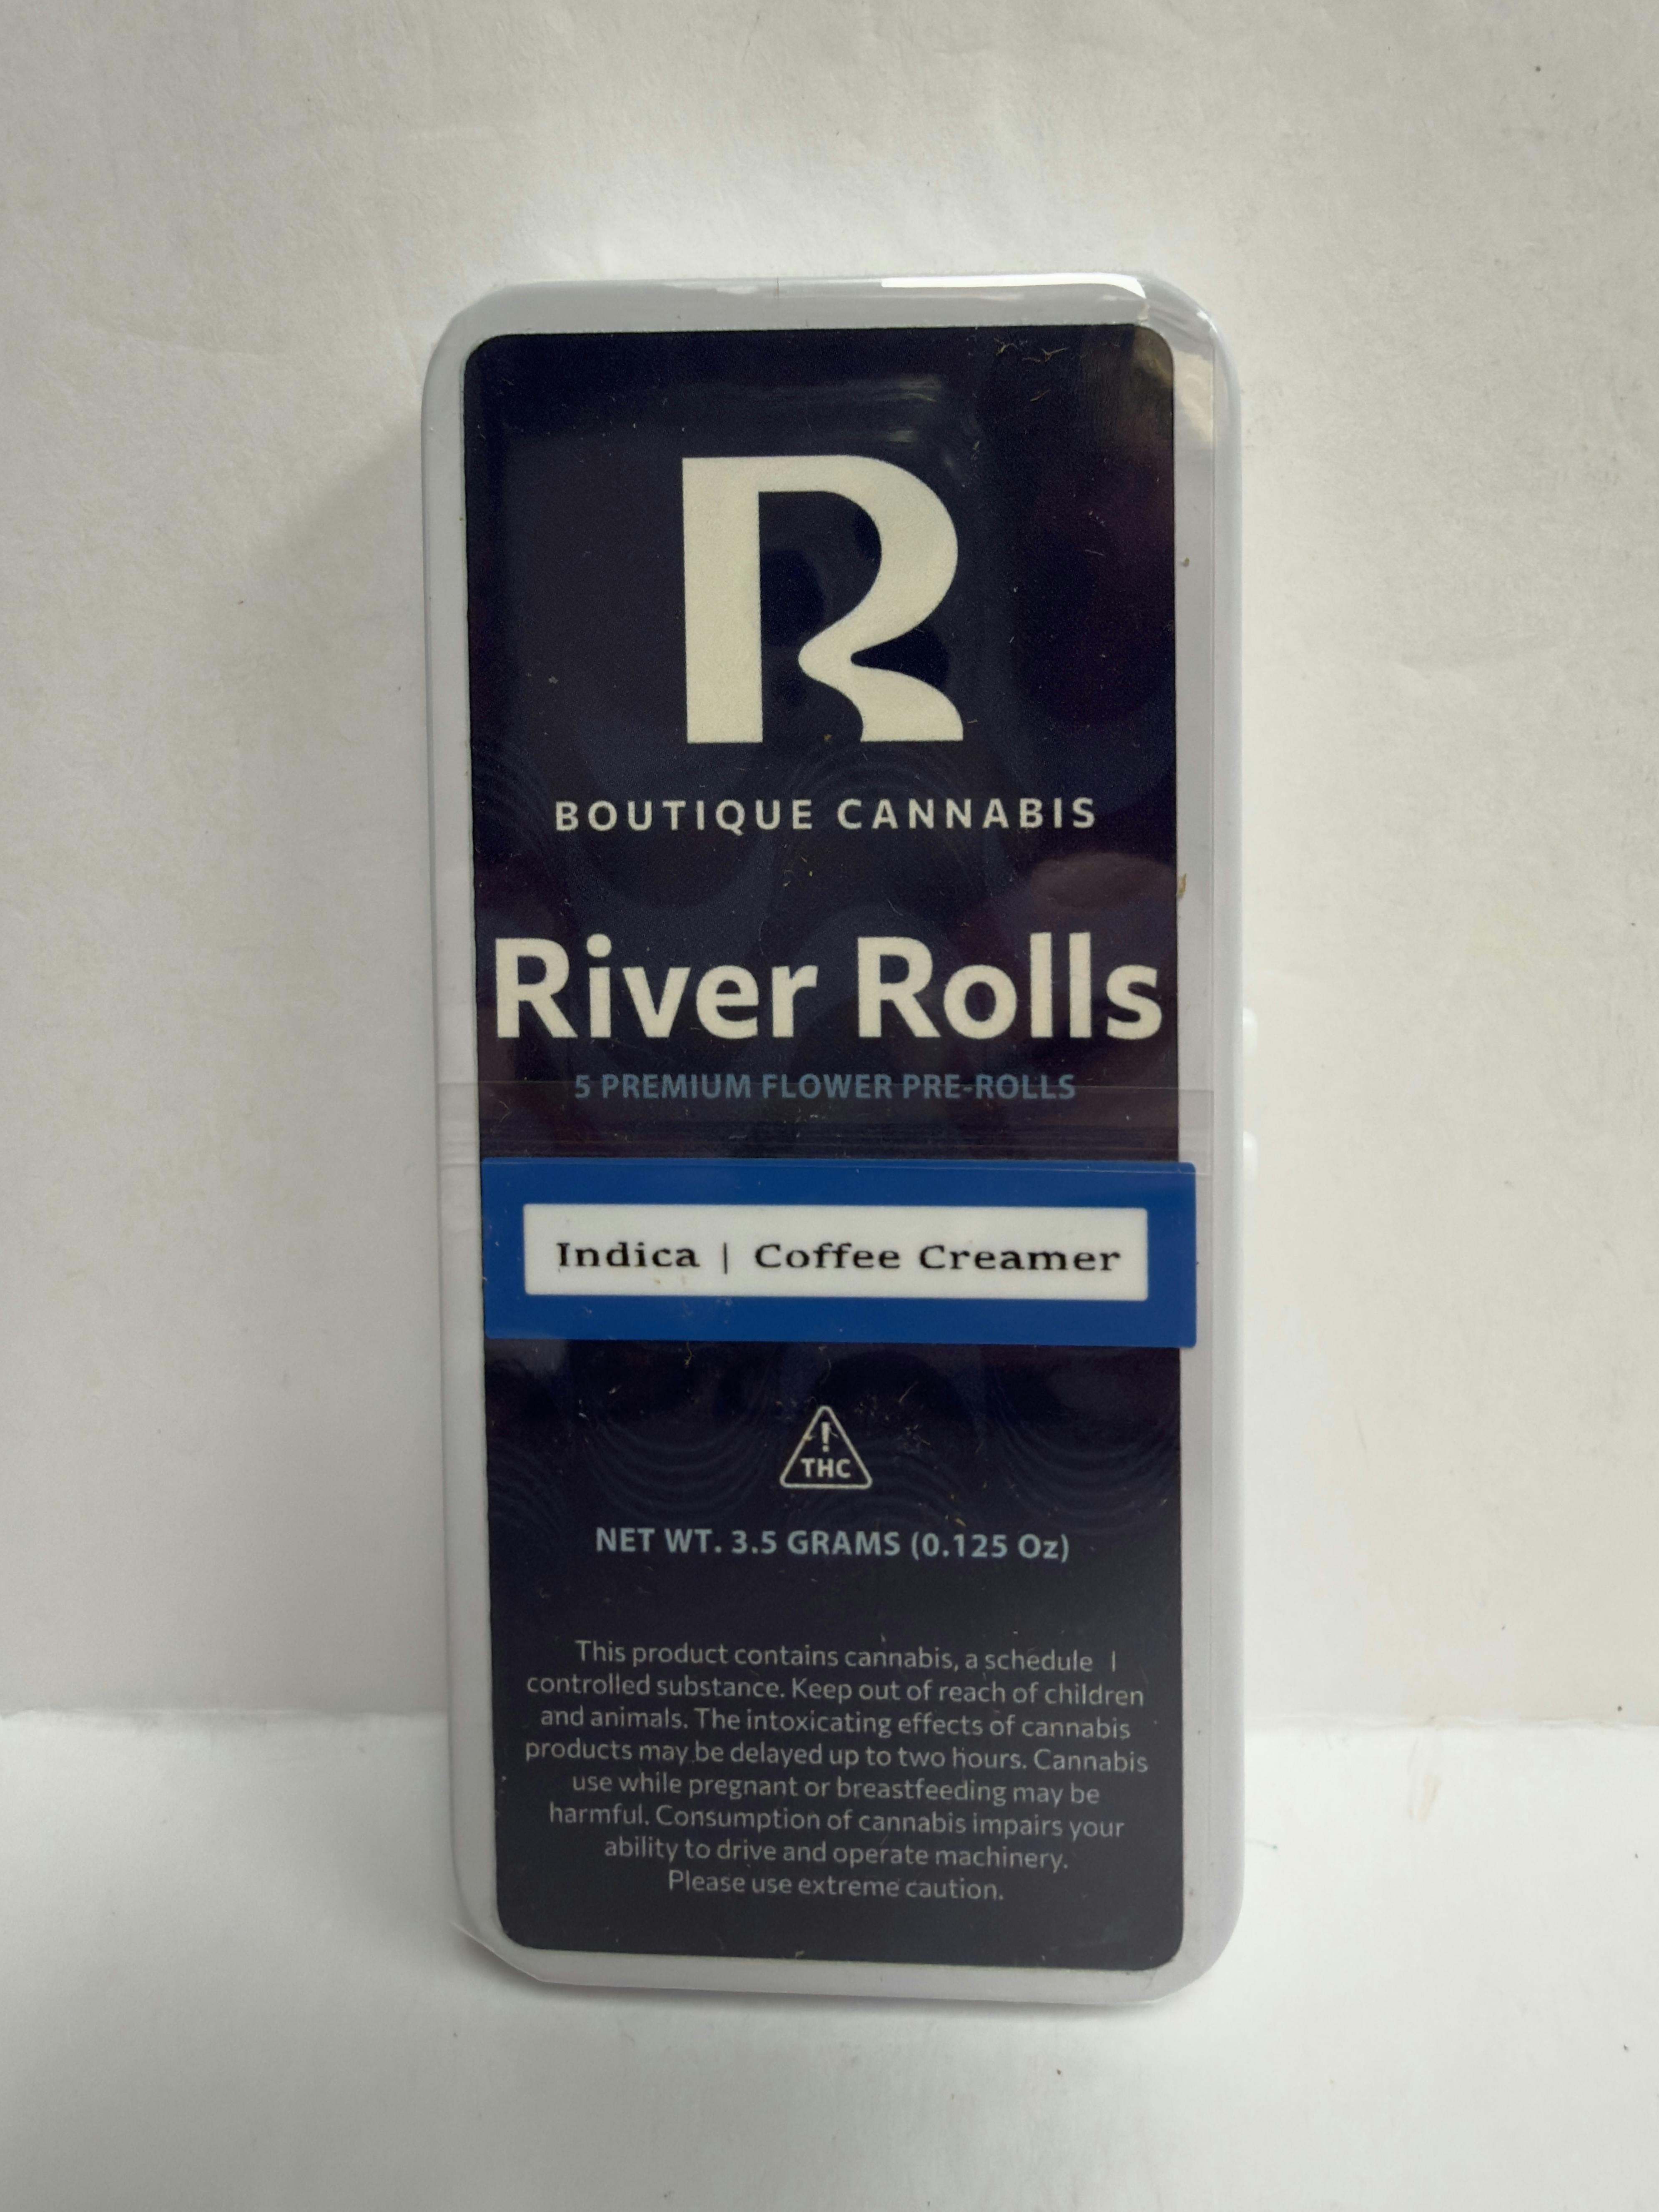 R
BOUTIQUE CANNABIS
River Rolls
5 PREMIUM FLOWER PRE-ROLLS
Indica | Coffee Creamer
!
THC
NET WT. 3.5 GRAMS (0.125 Oz)
This product contains cannabis, a schedule I
controlled substance. Keep out of reach of children
and animals. The intoxicating effects of cannabis
products may be delayed up to two hours. Cannabis
use while pregnant or breastfeeding may be
harmful. Consumption of cannabis impairs your
ability to drive and operate machinery.
Please use extreme caution.